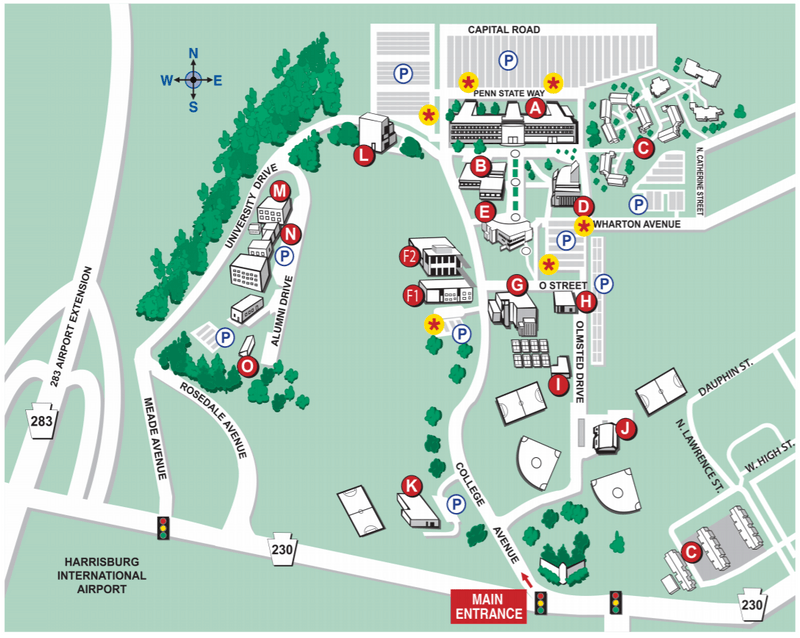 CAPITAL ROAD
P
P
N
W E
S
PENN STATE WAY
*
*
*
A
C
L
B
UNIVERSITY DRIVE
M
D
P
N. CATHERINE STREET
E
*
WHARTON AVENUE
N
P
P
F2
*
F1
G
O STREET
P
H
283 AIRPORT EXTENSION
ALUMNI DRIVE
*
P
P
OLMSTED DRIVE
O
I
DAUPHIN ST.
MEADE AVENUE
ROSEDALE AVENUE
283
J
N. LAWRENCE ST.
W. HIGH ST.
K
P
COLLEGE
AVENUE
230
C
HARRISBURG
INTERNATIONAL
AIRPORT
MAIN
ENTRANCE
230